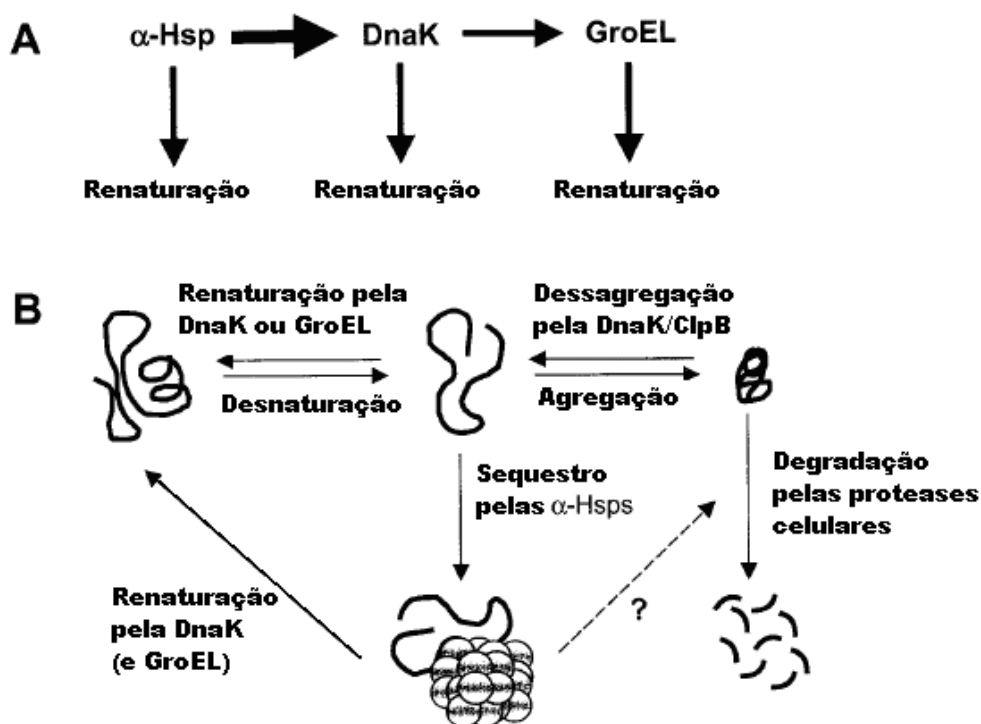 A
α-Hsp DnaK GroEL
Renaturação Renaturação Renaturação
B
Renaturação pela
DnaK ou GroEL
Desnaturação
Dessagregação
pela DnaK/ClpB
Agregação
Sequestro
pelas α-Hsps
Degradação
pelas proteases
celulares
Renaturação
pela DnaK
(e GroEL)
?